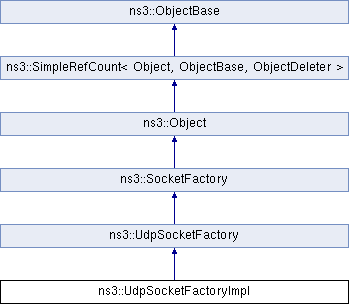 ns3::ObjectBase
ns3::SimpleRefCount< Object, ObjectBase, ObjectDeleter >
ns3::Object
ns3::SocketFactory
ns3::UdpSocketFactory
ns3::UdpSocketFactoryImpl